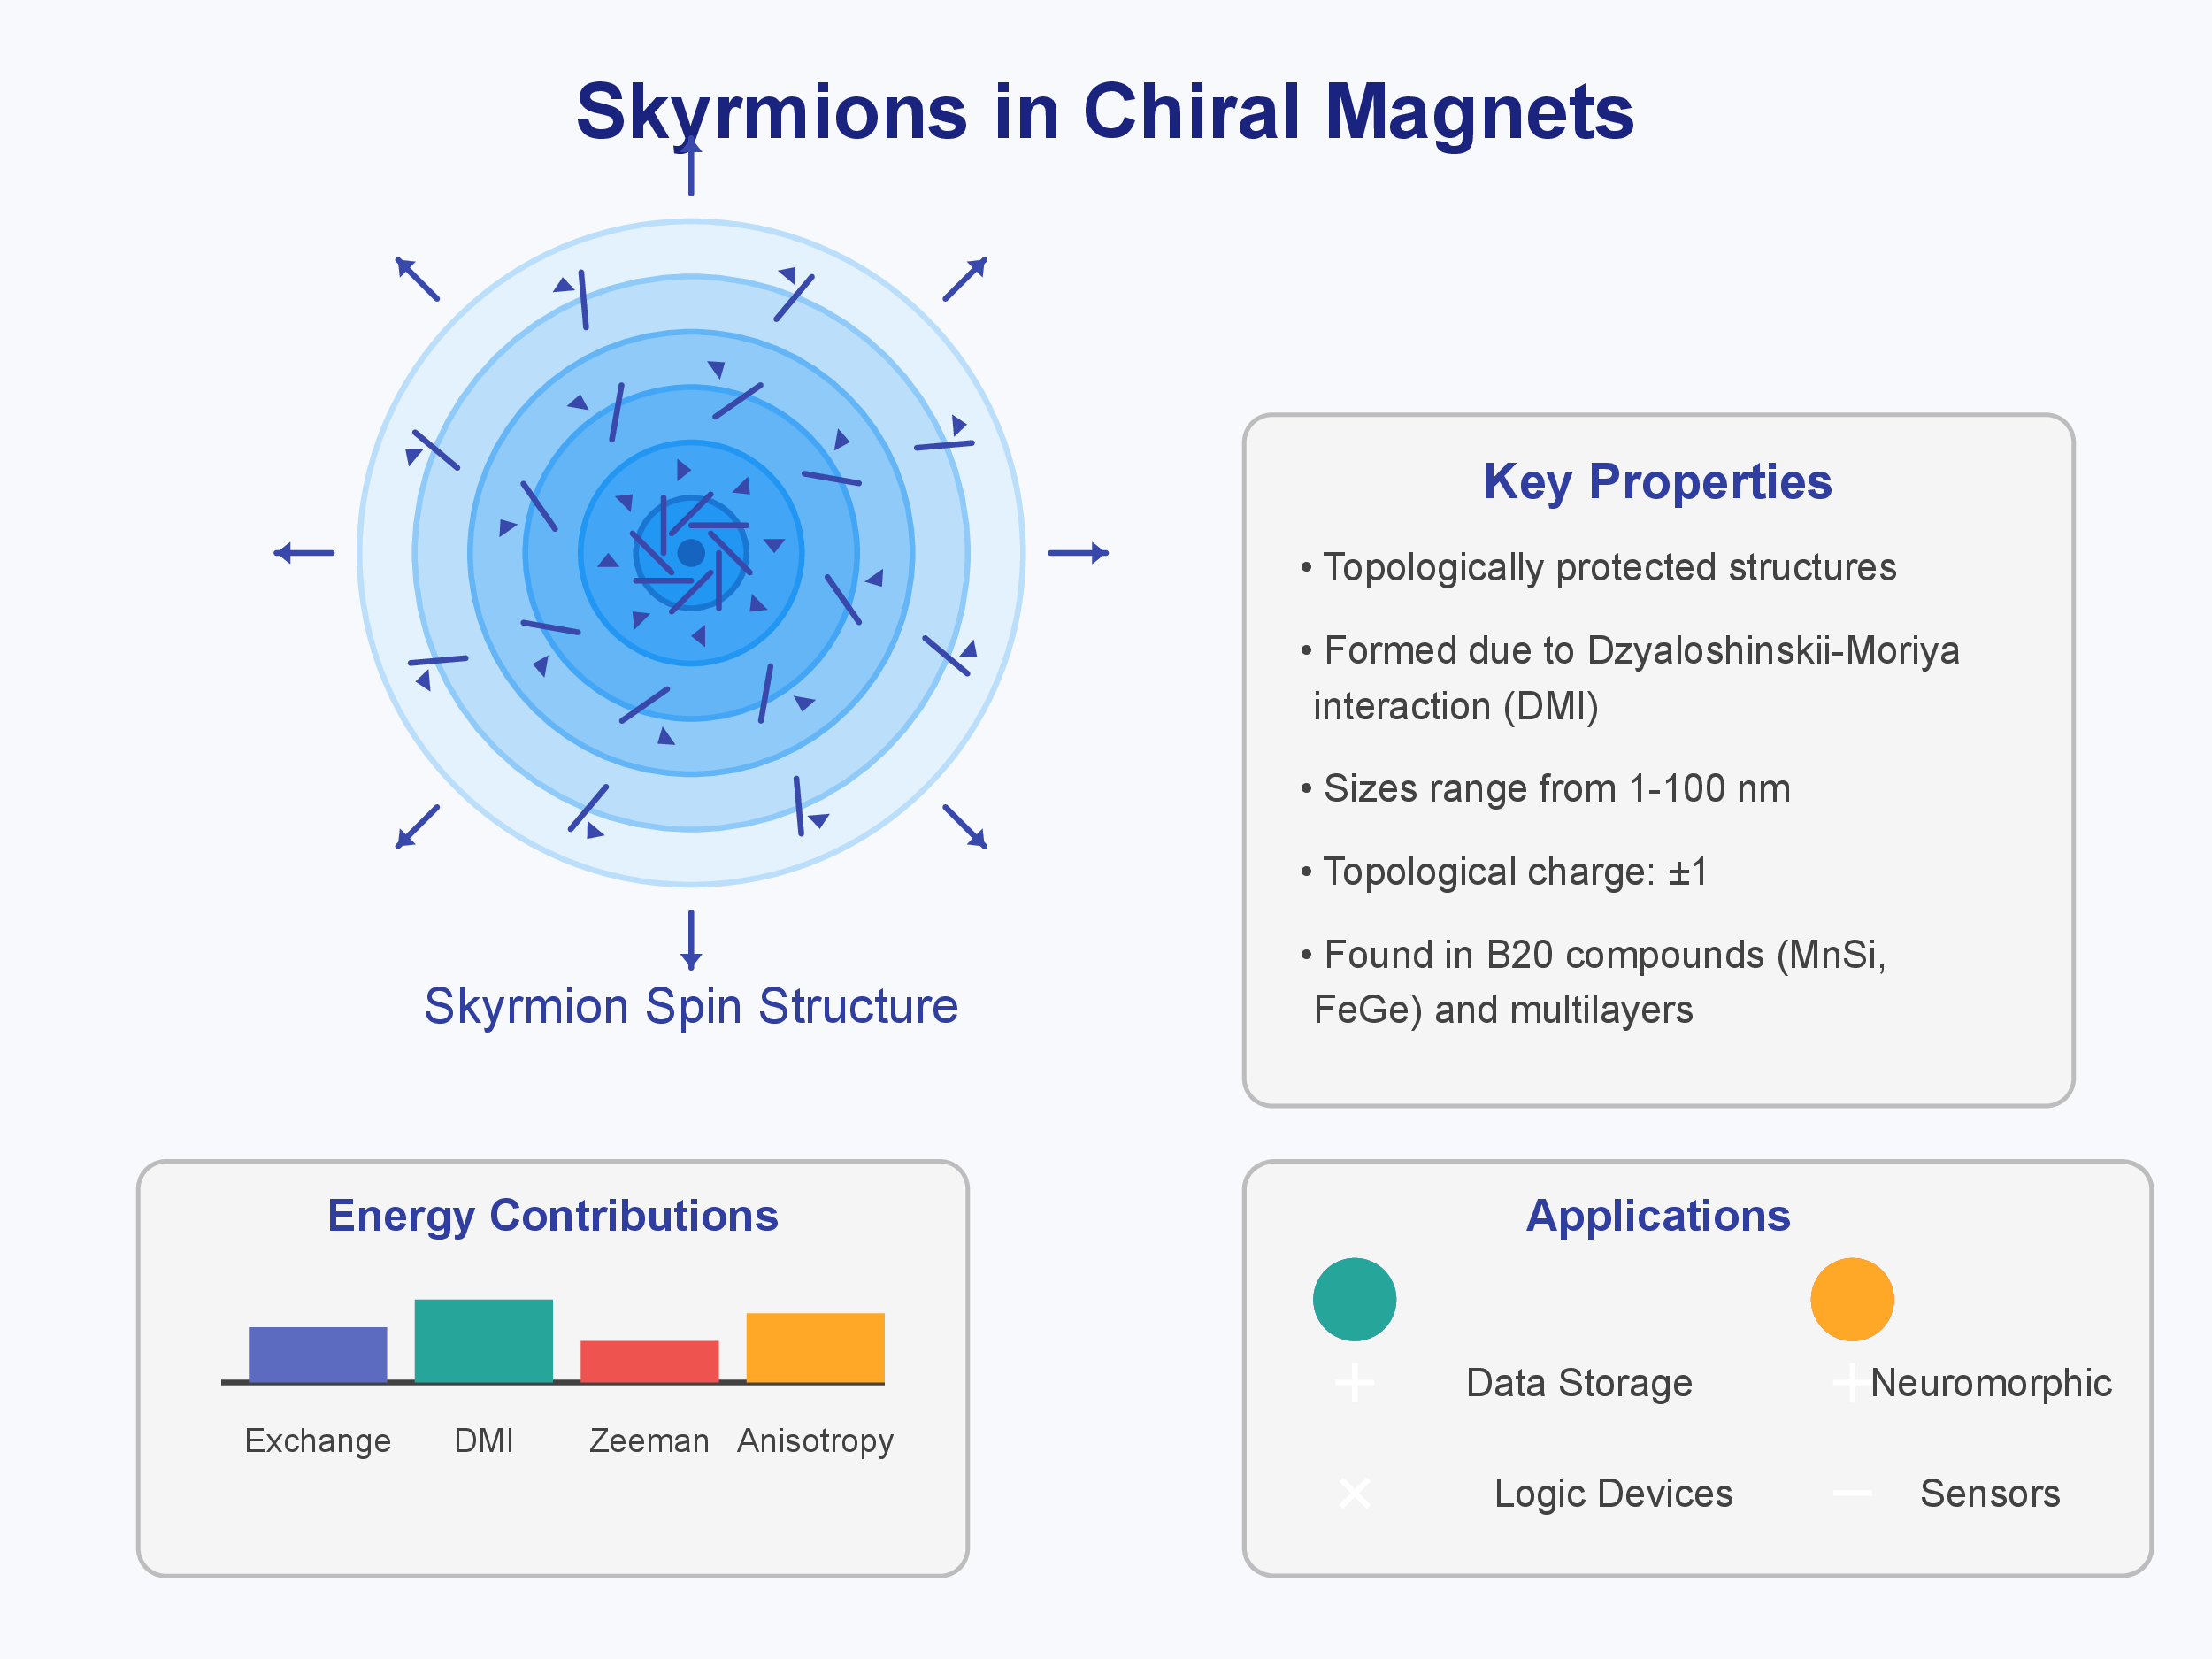 Skyrmions in Chiral Magnets
Skyrmion Spin Structure
Key Properties
• Topologically protected structures
• Formed due to Dzyaloshinskii-Moriya
interaction (DMI)
• Sizes range from 1-100 nm
• Topological charge: ±1
• Found in B20 compounds (MnSi,
FeGe) and multilayers
Energy Contributions
Exchange DMI Zeeman Anisotropy
Applications
+ Data Storage + Neuromorphic
× Logic Devices − Sensors